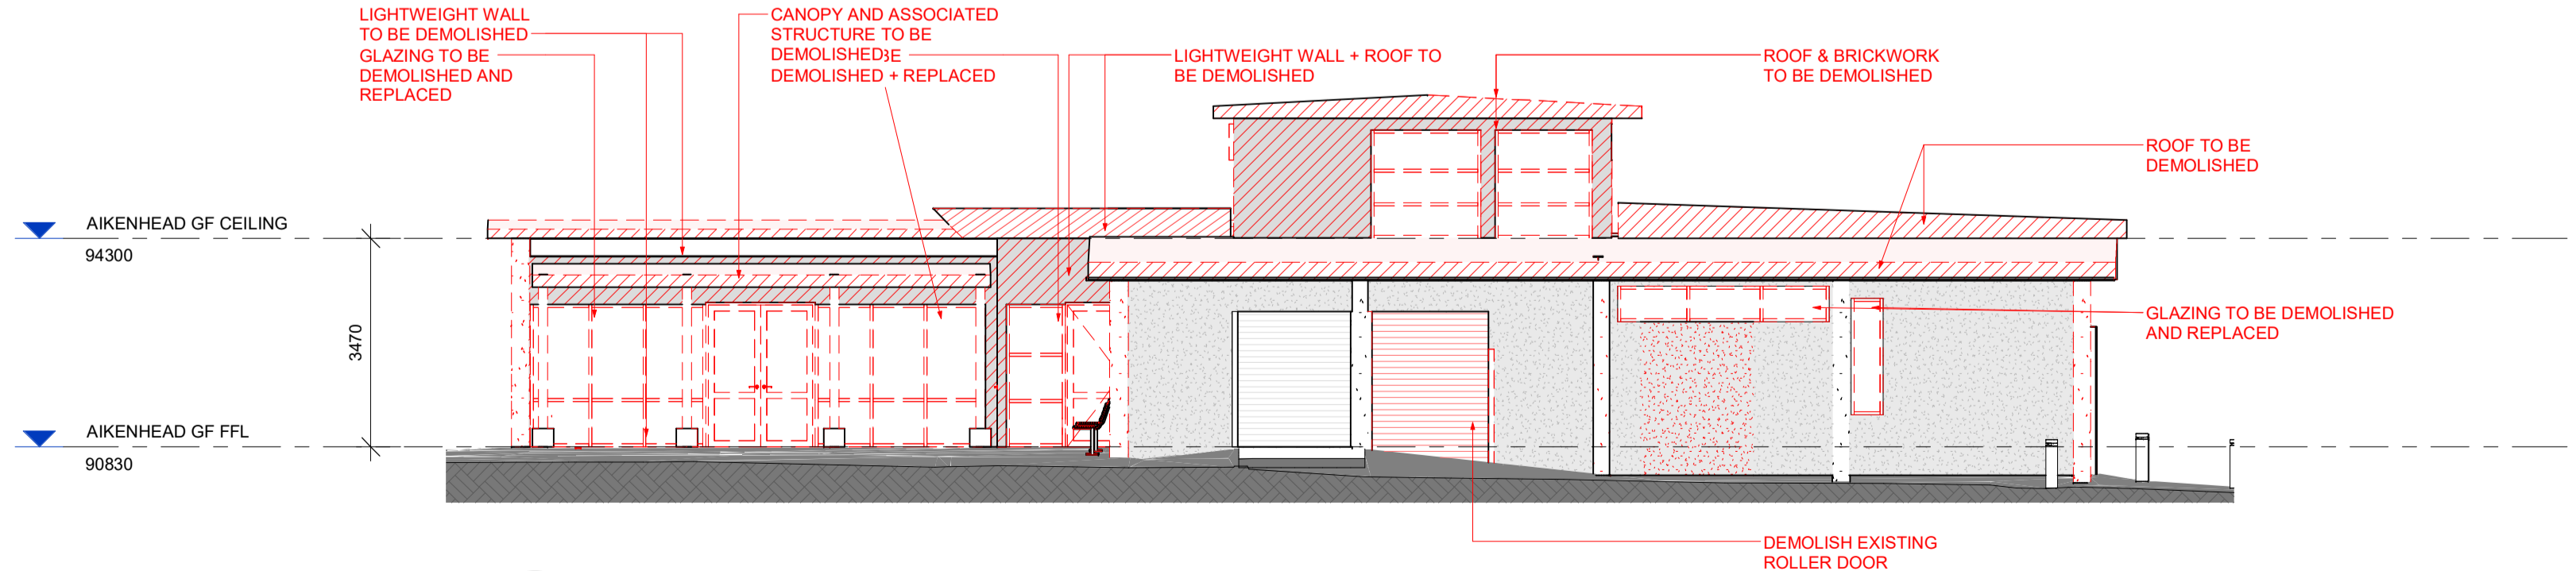 LIGHTWEIGHT WALL
TO BE DEMOLISHED
GLAZING TO BE
DEMOLISHED AND
REPLACED
CANOPY AND ASSOCIATED
STRUCTURE TO BE
DEMOLISHED
DEMOLISHED + REPLACED
LIGHTWEIGHT WALL + ROOF TO
BE DEMOLISHED
ROOF & BRICKWORK
TO BE DEMOLISHED
ROOF TO BE
DEMOLISHED
AIKENHEAD GF CEILING
94300
3470
GLAZING TO BE DEMOLISHED
AND REPLACED
AIKENHEAD GF FFL
90830
DEMOLISH EXISTING
ROLLER DOOR